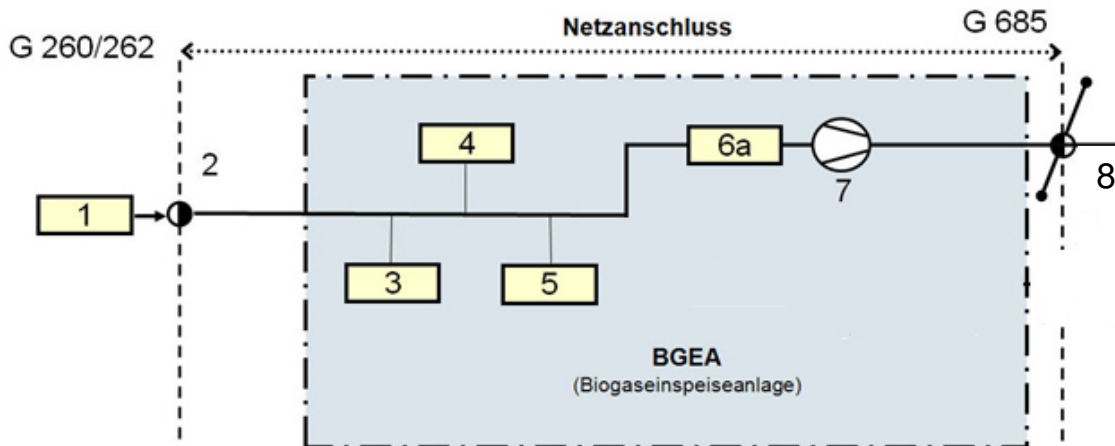 Netzanschluss
G 260/262
G 685
4
6a
2
7
8
1
3
5
BGEA
(Biogaseinspeiseanlage)